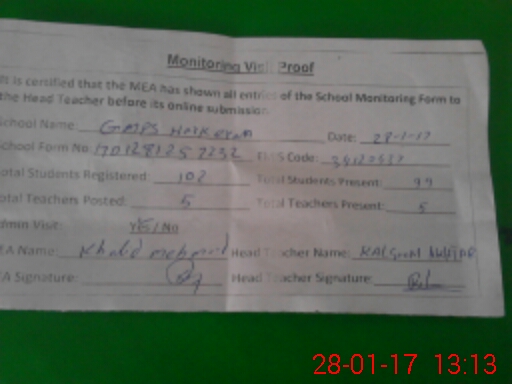 Monitoring Visit Proof
It is certified that the MEA has shown all entries of the School Monitoring Form to
the Head Teacher before its online submission.
School Name GMPS Date: 28-1-17
School Form No EMIS Code:
Total Students Registered: 102 Total Students Present: 99
Total Teachers Posted: 5 Total Teachers Present: 5
Admin Visit: Yes/No
MEA Name: Khalid mehmood Head Teacher Name: KALSOOM
MEA Signature: Head Teacher Signature:
28-01-17 13:13